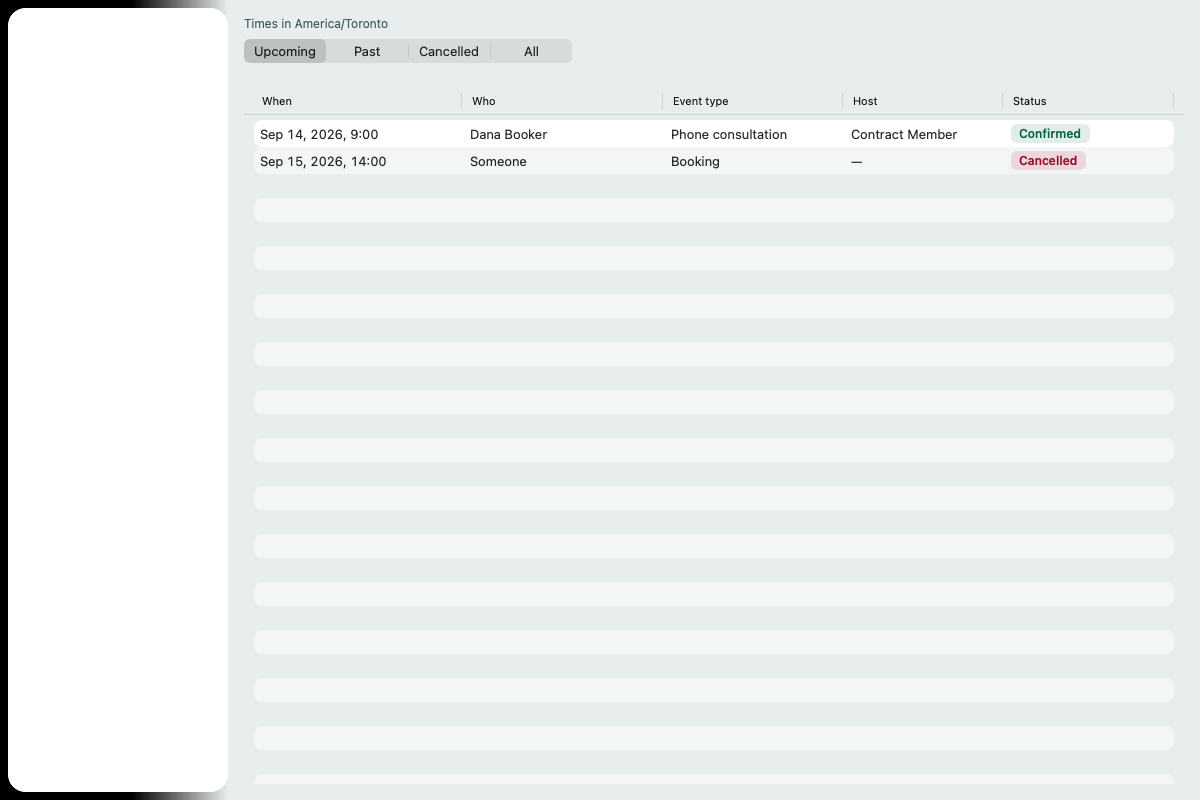 Times in America/Toronto
Upcoming Past Cancelled All
When Who Event type Host Status
Sep 14, 2026, 9:00 Dana Booker Phone consultation Contract Member Confirmed
Sep 15, 2026, 14:00 Someone Booking — Cancelled